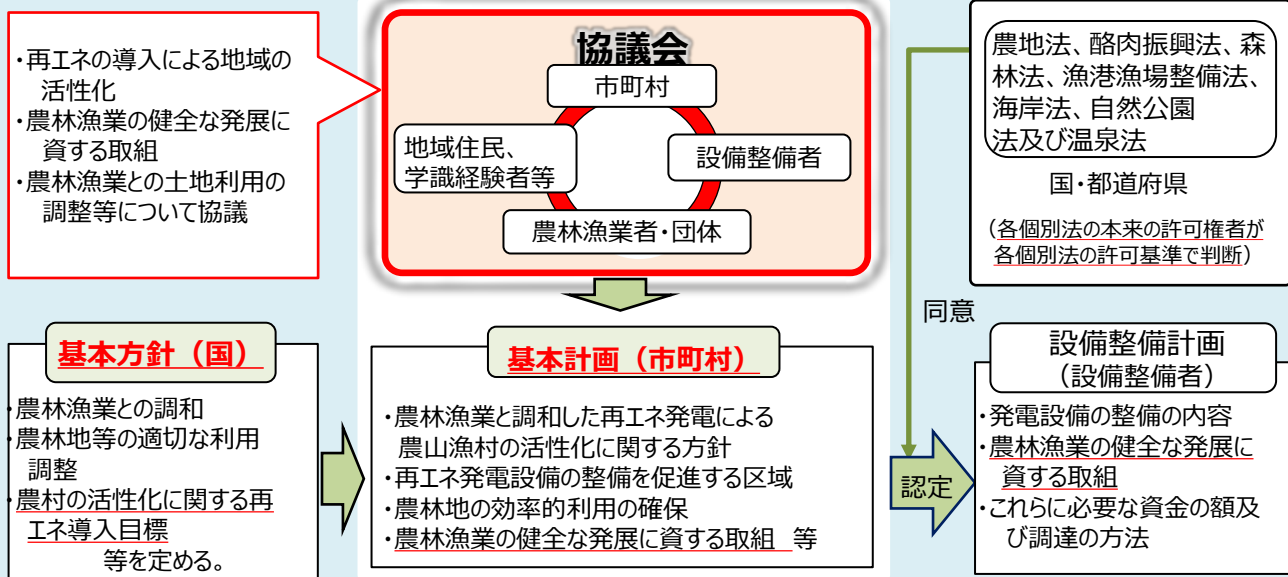 ・再エネの導入による地域の
活性化
・農林漁業の健全な発展に
資する取組
・農林漁業との土地利用の
調整等について協議
協議会
市町村
地域住民、
学識経験者等
設備整備者
農林漁業者・団体
農地法、酪肉振興法、森
林法、漁港漁場整備法、
海岸法、自然公園
法及び温泉法
国・都道府県
（各個別法の本来の許可権者が
各個別法の許可基準で判断）
同意
基本方針（国）
・農林漁業との調和
・農林地等の適切な利用
調整
・農村の活性化に関する再
エネ導入目標
等を定める。
基本計画（市町村）
・農林漁業と調和した再エネ発電による
農山漁村の活性化に関する方針
・再エネ発電設備の整備を促進する区域
・農林地の効率的利用の確保
・農林漁業の健全な発展に資する取組 等
認定
設備整備計画
（設備整備者）
・発電設備の整備の内容
・農林漁業の健全な発展に
資する取組
・これらに必要な資金の額及
び調達の方法